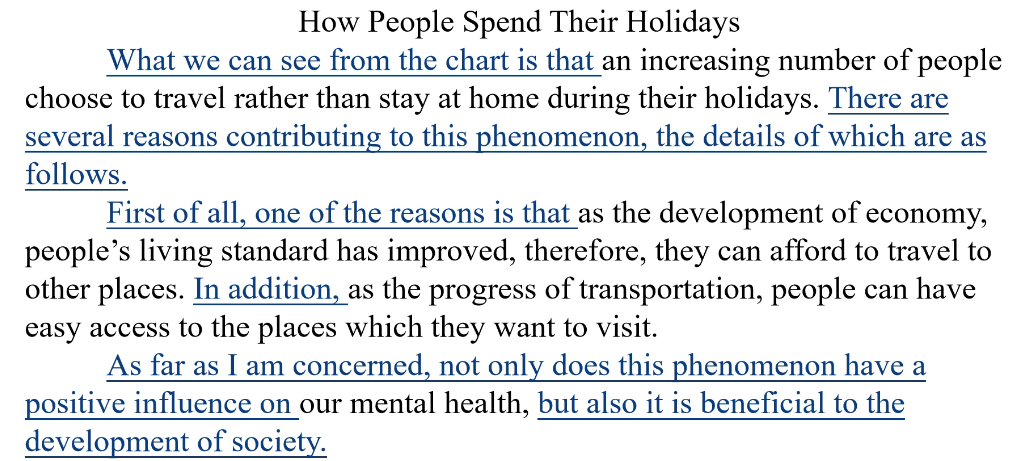 How People Spend Their Holidays
What we can see from the chart is that an increasing number of people
choose to travel rather than stay at home during their holidays. There are
several reasons contributing to this phenomenon, the details of which are as
follows.
First of all, one of the reasons is that as the development of economy,
people’s living standard has improved, therefore, they can afford to travel to
other places. In addition, as the progress of transportation, people can have
easy access to the places which they want to visit.
As far as I am concerned, not only does this phenomenon have a
positive influence on our mental health, but also it is beneficial to the
development of society.